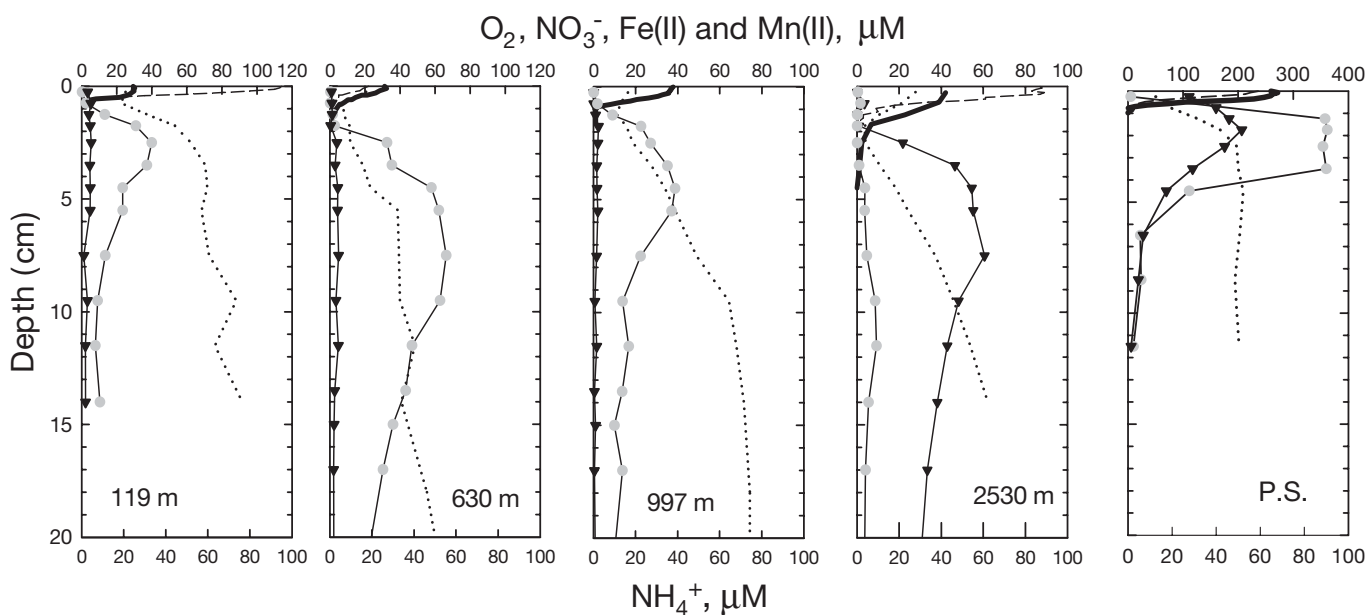 O₂, NO₃⁻, Fe(II) and Mn(II), μM
0 20 40 60 80 100 120
0 20 40 60 80 100 120
0 20 40 60 80 100
0 20 40 60 80 100
0 100 200 300 400
Depth (cm)
0
5
10
15
20
119 m
630 m
997 m
2530 m
P.S.
0 20 40 60 80 100
0 20 40 60 80 100
0 20 40 60 80 100
0 20 40 60 80 100
0 20 40 60 80 100
NH₄⁺, μM